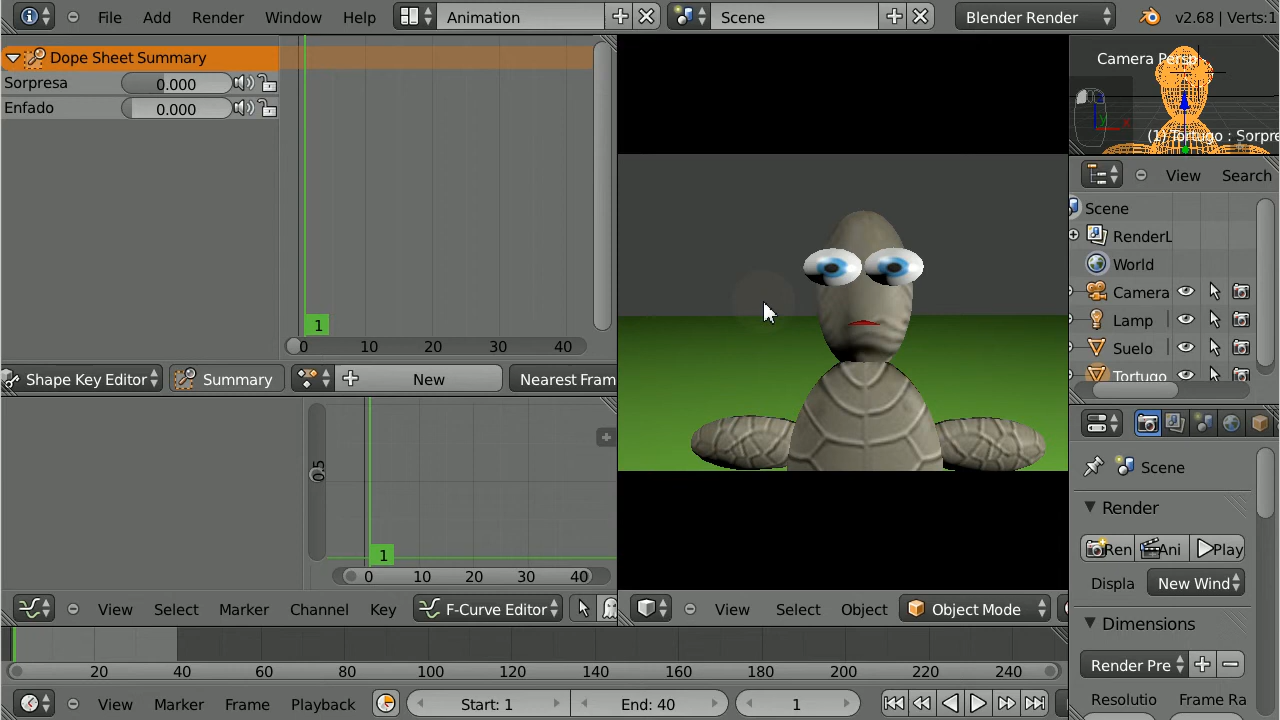 File Add Render Window Help Animation Scene Blender Render v2.68 | Verts:1
Dope Sheet Summary
Sorpresa 0.000
Enfado 0.000
1
0 10 20 30 40
Shape Key Editor Summary New Nearest Fram
0.5
1
0 10 20 30 40
View Select Marker Channel Key F-Curve Editor
View Select Object Object Mode
20 40 60 80 100 120 140 160 180 200 220 240
View Marker Frame Playback Start: 1 End: 40 1
Camera Persp
y x
(1) Tortugo : Sorpre
View Search
Scene
RenderL
World
Camera
Lamp
Suelo
Tortugo
Scene
Render
Ren Ani Play
Displa New Wind
Dimensions
Render Pre
Resolutio Frame Ra